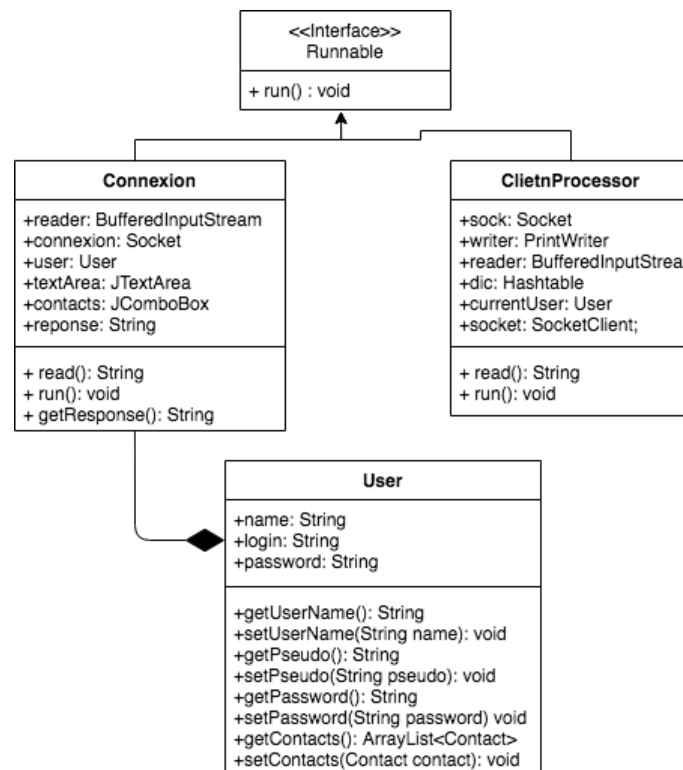 <<Interface>>
Runnable
+ run() : void
Connexion
+reader: BufferedInputStream
+connexion: Socket
+user: User
+textArea: JTextArea
+contacts: JComboBox
+reponse: String
+ read(): String
+ run(): void
+ getResponse(): String
ClietnProcessor
+sock: Socket
+writer: PrintWriter
+reader: BufferedInputStrea
+dic: Hashtable
+currentUser: User
+socket: SocketClient;
+ read(): String
+ run(): void
User
+name: String
+login: String
+password: String
+getUserName(): String
+setUserName(String name): void
+getPseudo(): String
+setPseudo(String pseudo): void
+getPassword(): String
+setPassword(String password) void
+getContacts(): ArrayList<Contact>
+setContacts(Contact contact): void